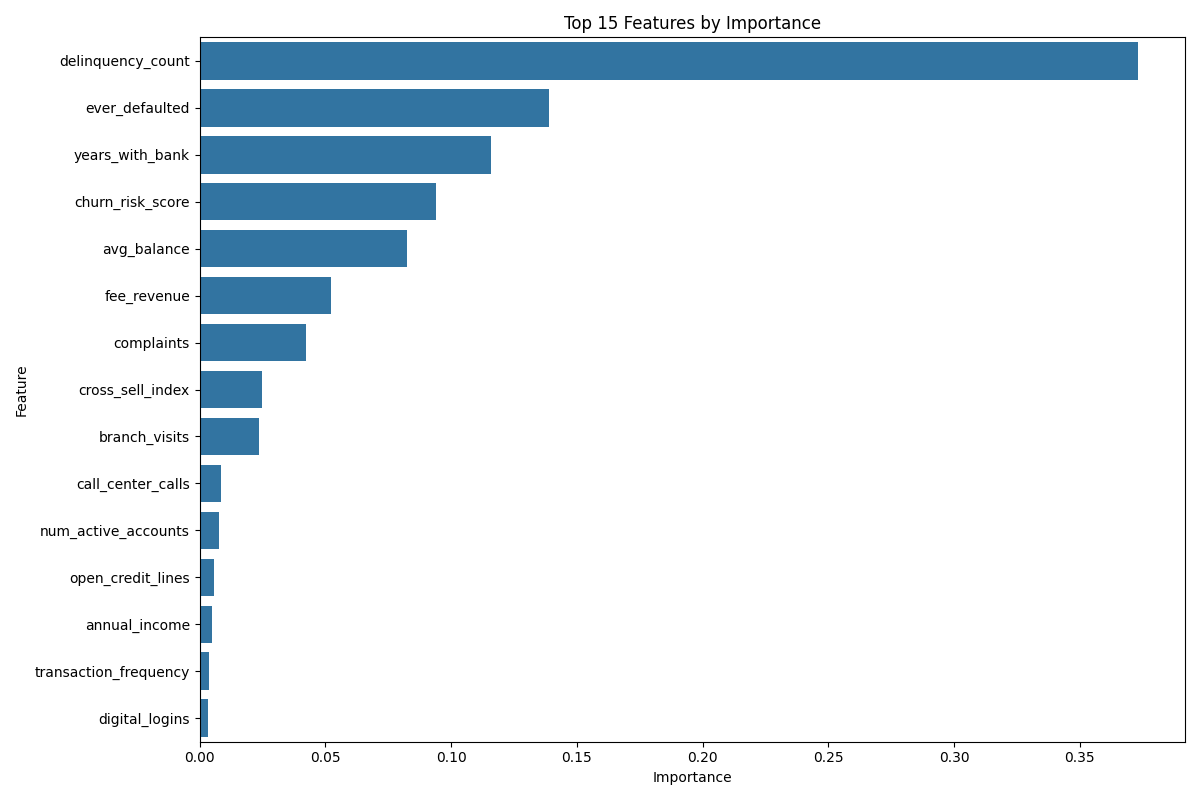 Top 15 Features by Importance
Feature
delinquency_count
ever_defaulted
years_with_bank
churn_risk_score
avg_balance
fee_revenue
complaints
cross_sell_index
branch_visits
call_center_calls
num_active_accounts
open_credit_lines
annual_income
transaction_frequency
digital_logins
0.00 0.05 0.10 0.15 0.20 0.25 0.30 0.35
Importance